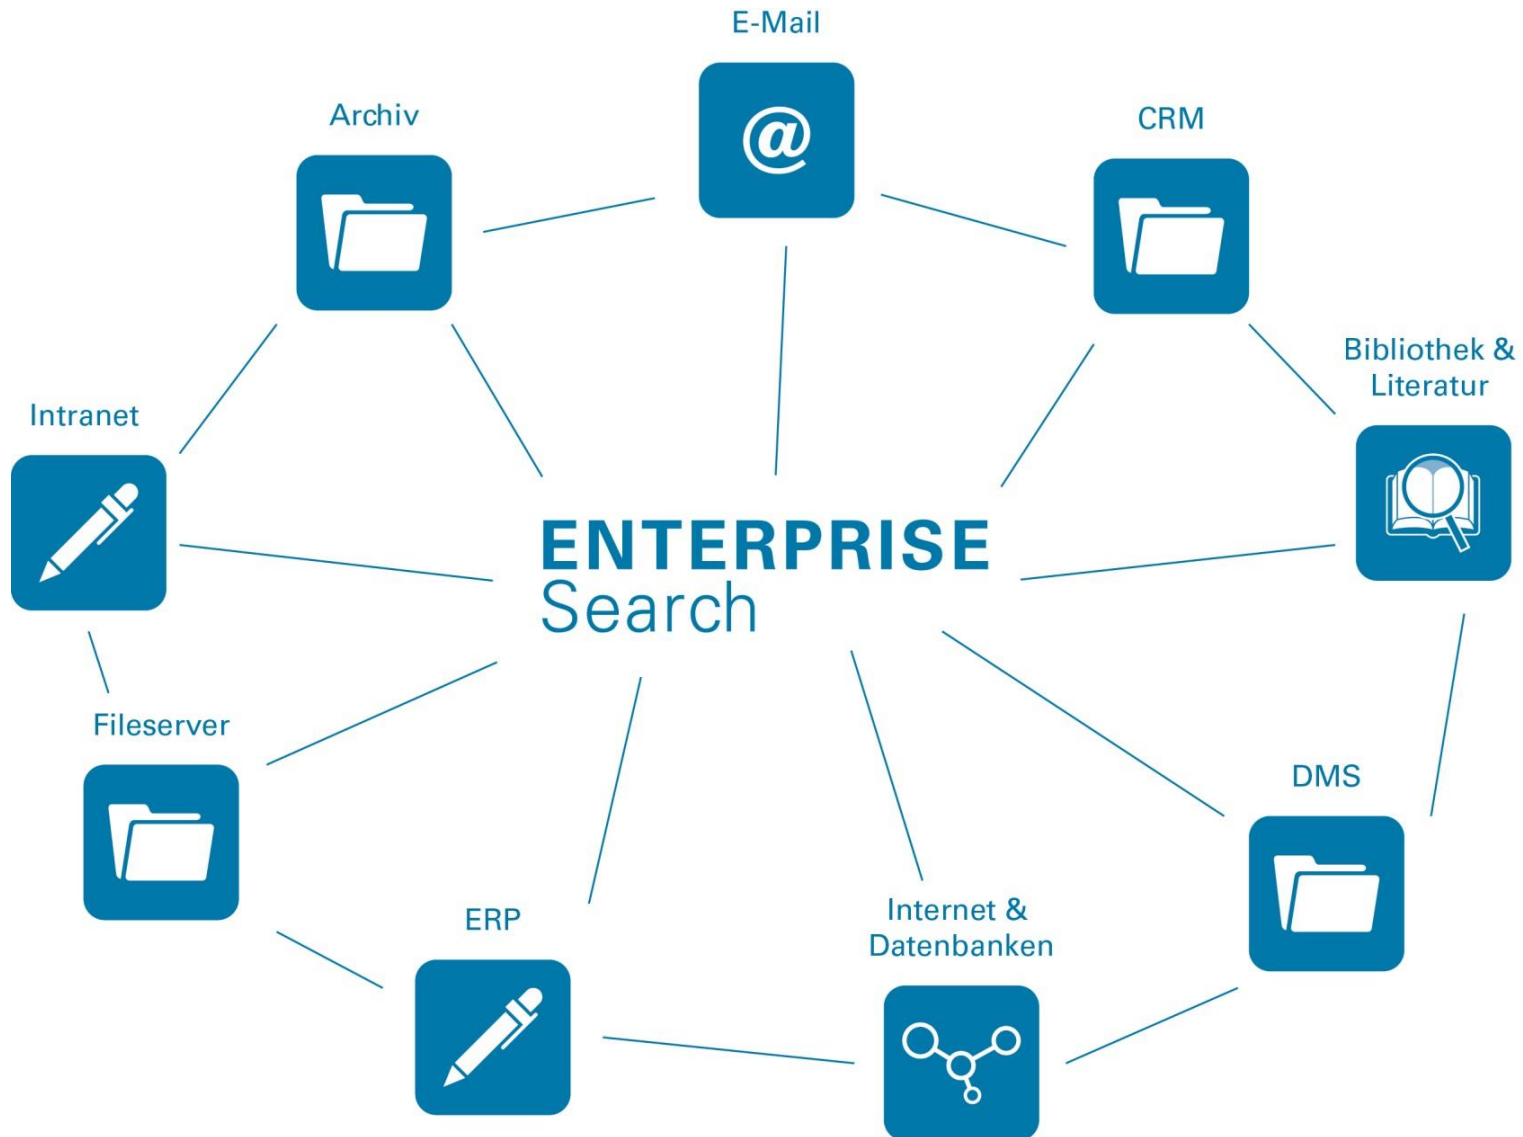 E-Mail
Archiv
CRM
@
Bibliothek &
Literatur
Intranet
ENTERPRISE
Search
Fileserver
DMS
ERP
Internet &
Datenbanken